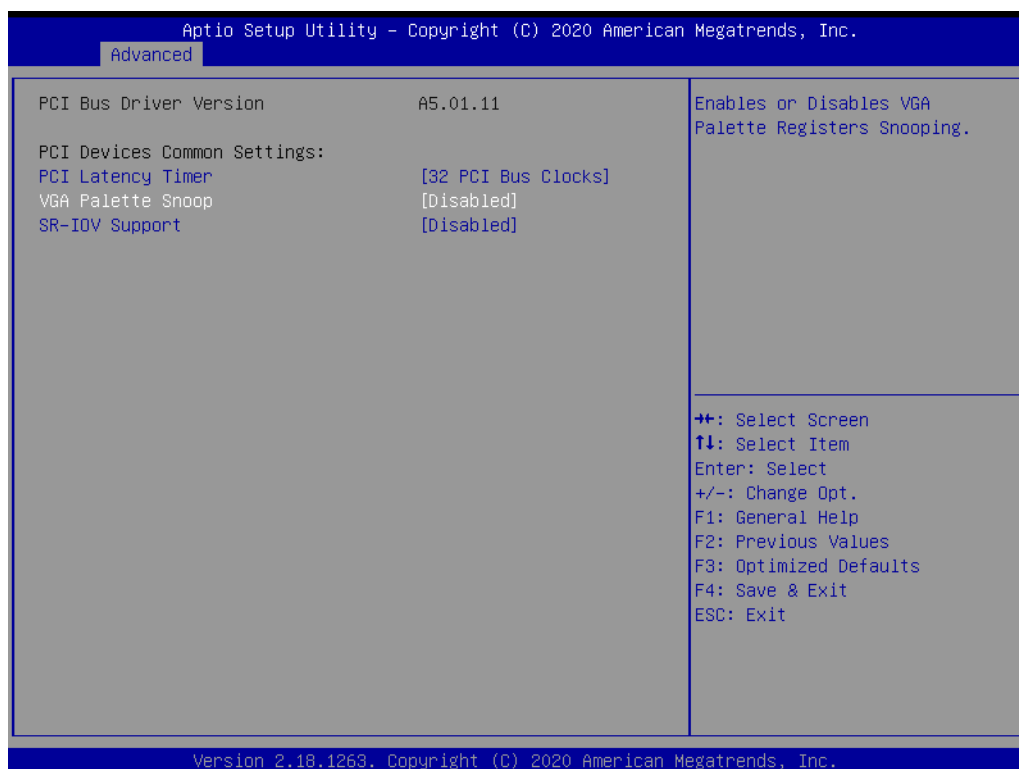 Aptio Setup Utility – Copyright (C) 2020 American Megatrends, Inc.
Advanced
PCI Bus Driver Version A5.01.11
PCI Devices Common Settings:
PCI Latency Timer [32 PCI Bus Clocks]
VGA Palette Snoop [Disabled]
SR-IOV Support [Disabled]
Enables or Disables VGA
Palette Registers Snooping.
→←: Select Screen
↑↓: Select Item
Enter: Select
+/-: Change Opt.
F1: General Help
F2: Previous Values
F3: Optimized Defaults
F4: Save & Exit
ESC: Exit
Version 2.18.1263. Copyright (C) 2020 American Megatrends, Inc.